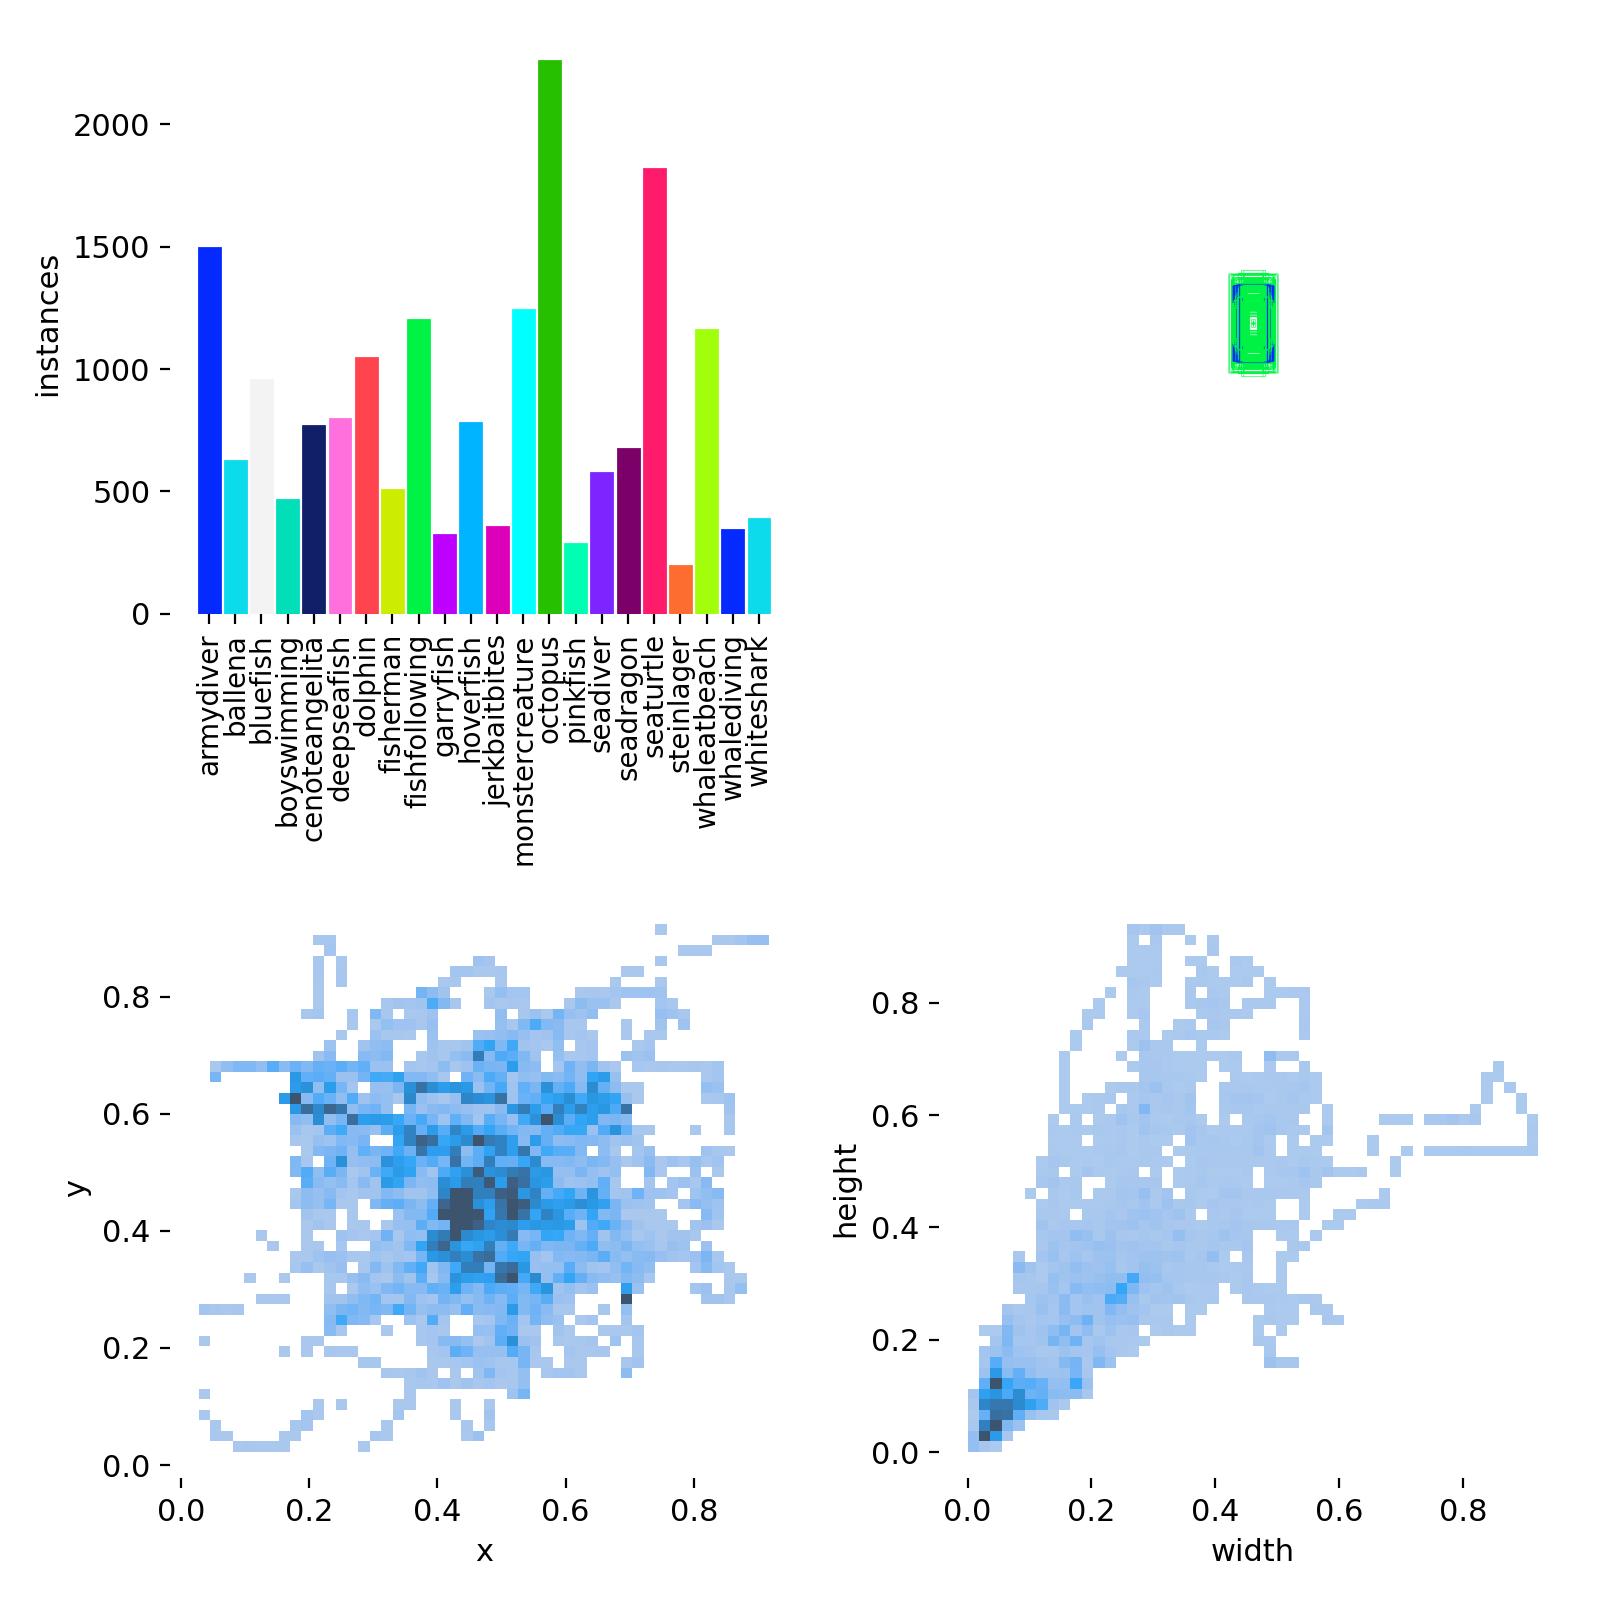 instances
2000
1500
1000
500
0
armydiver
ballena
bluefish
boyswimming
cenoteangelita
deepseafish
dolphin
fisherman
fishfollowing
garryfish
hoverfish
jerkbaitbites
monstercreature
octopus
pinkfish
seadiver
seadragon
seaturtle
steinlager
whaleatbeach
whalediving
whiteshark
y
0.8
0.6
0.4
0.2
0.0
0.0 0.2 0.4 0.6 0.8
x
height
0.8
0.6
0.4
0.2
0.0
0.0 0.2 0.4 0.6 0.8
width